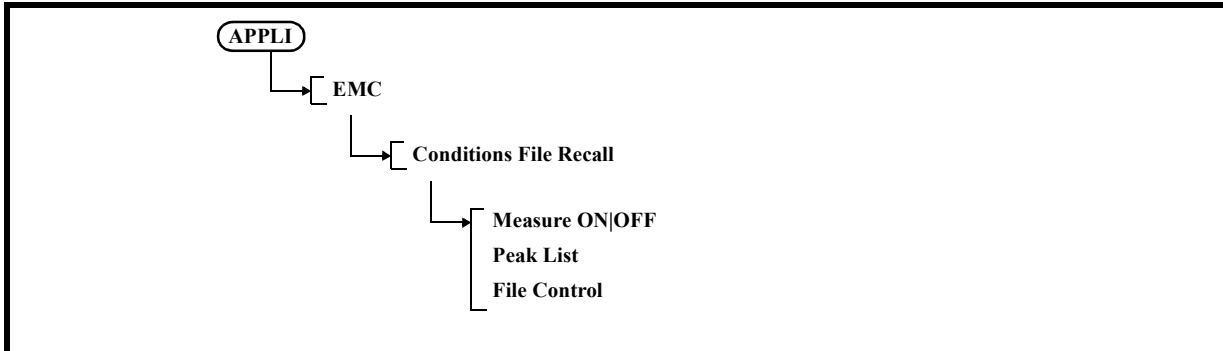 APPLI
EMC
Conditions File Recall
Measure ON|OFF
Peak List
File Control